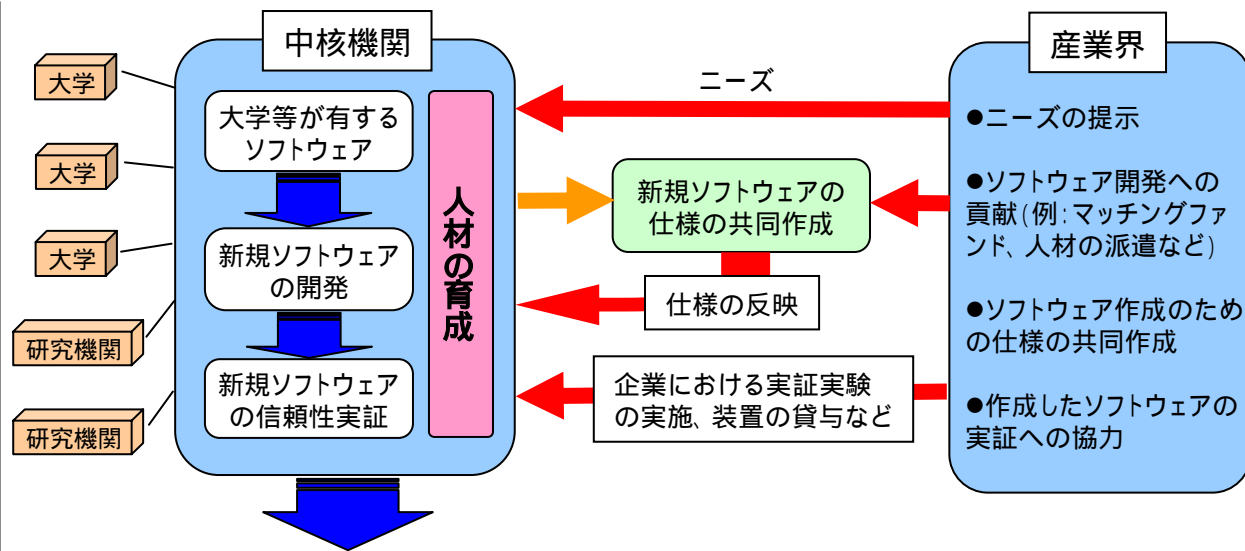 中核機関
大学
大学
大学
研究機関
研究機関
大学等が有する
ソフトウェア
新規ソフトウェア
の開発
新規ソフトウェア
の信頼性実証
人材の育成
ニーズ
新規ソフトウェアの
仕様の共同作成
仕様の反映
企業における実証実験
の実施、装置の貸与など
産業界
●ニーズの提示
●ソフトウェア開発への
貢献(例:マッチングファ
ンド、人材の派遣など)
●ソフトウェア作成のため
の仕様の共同作成
●作成したソフトウェアの
実証への協力